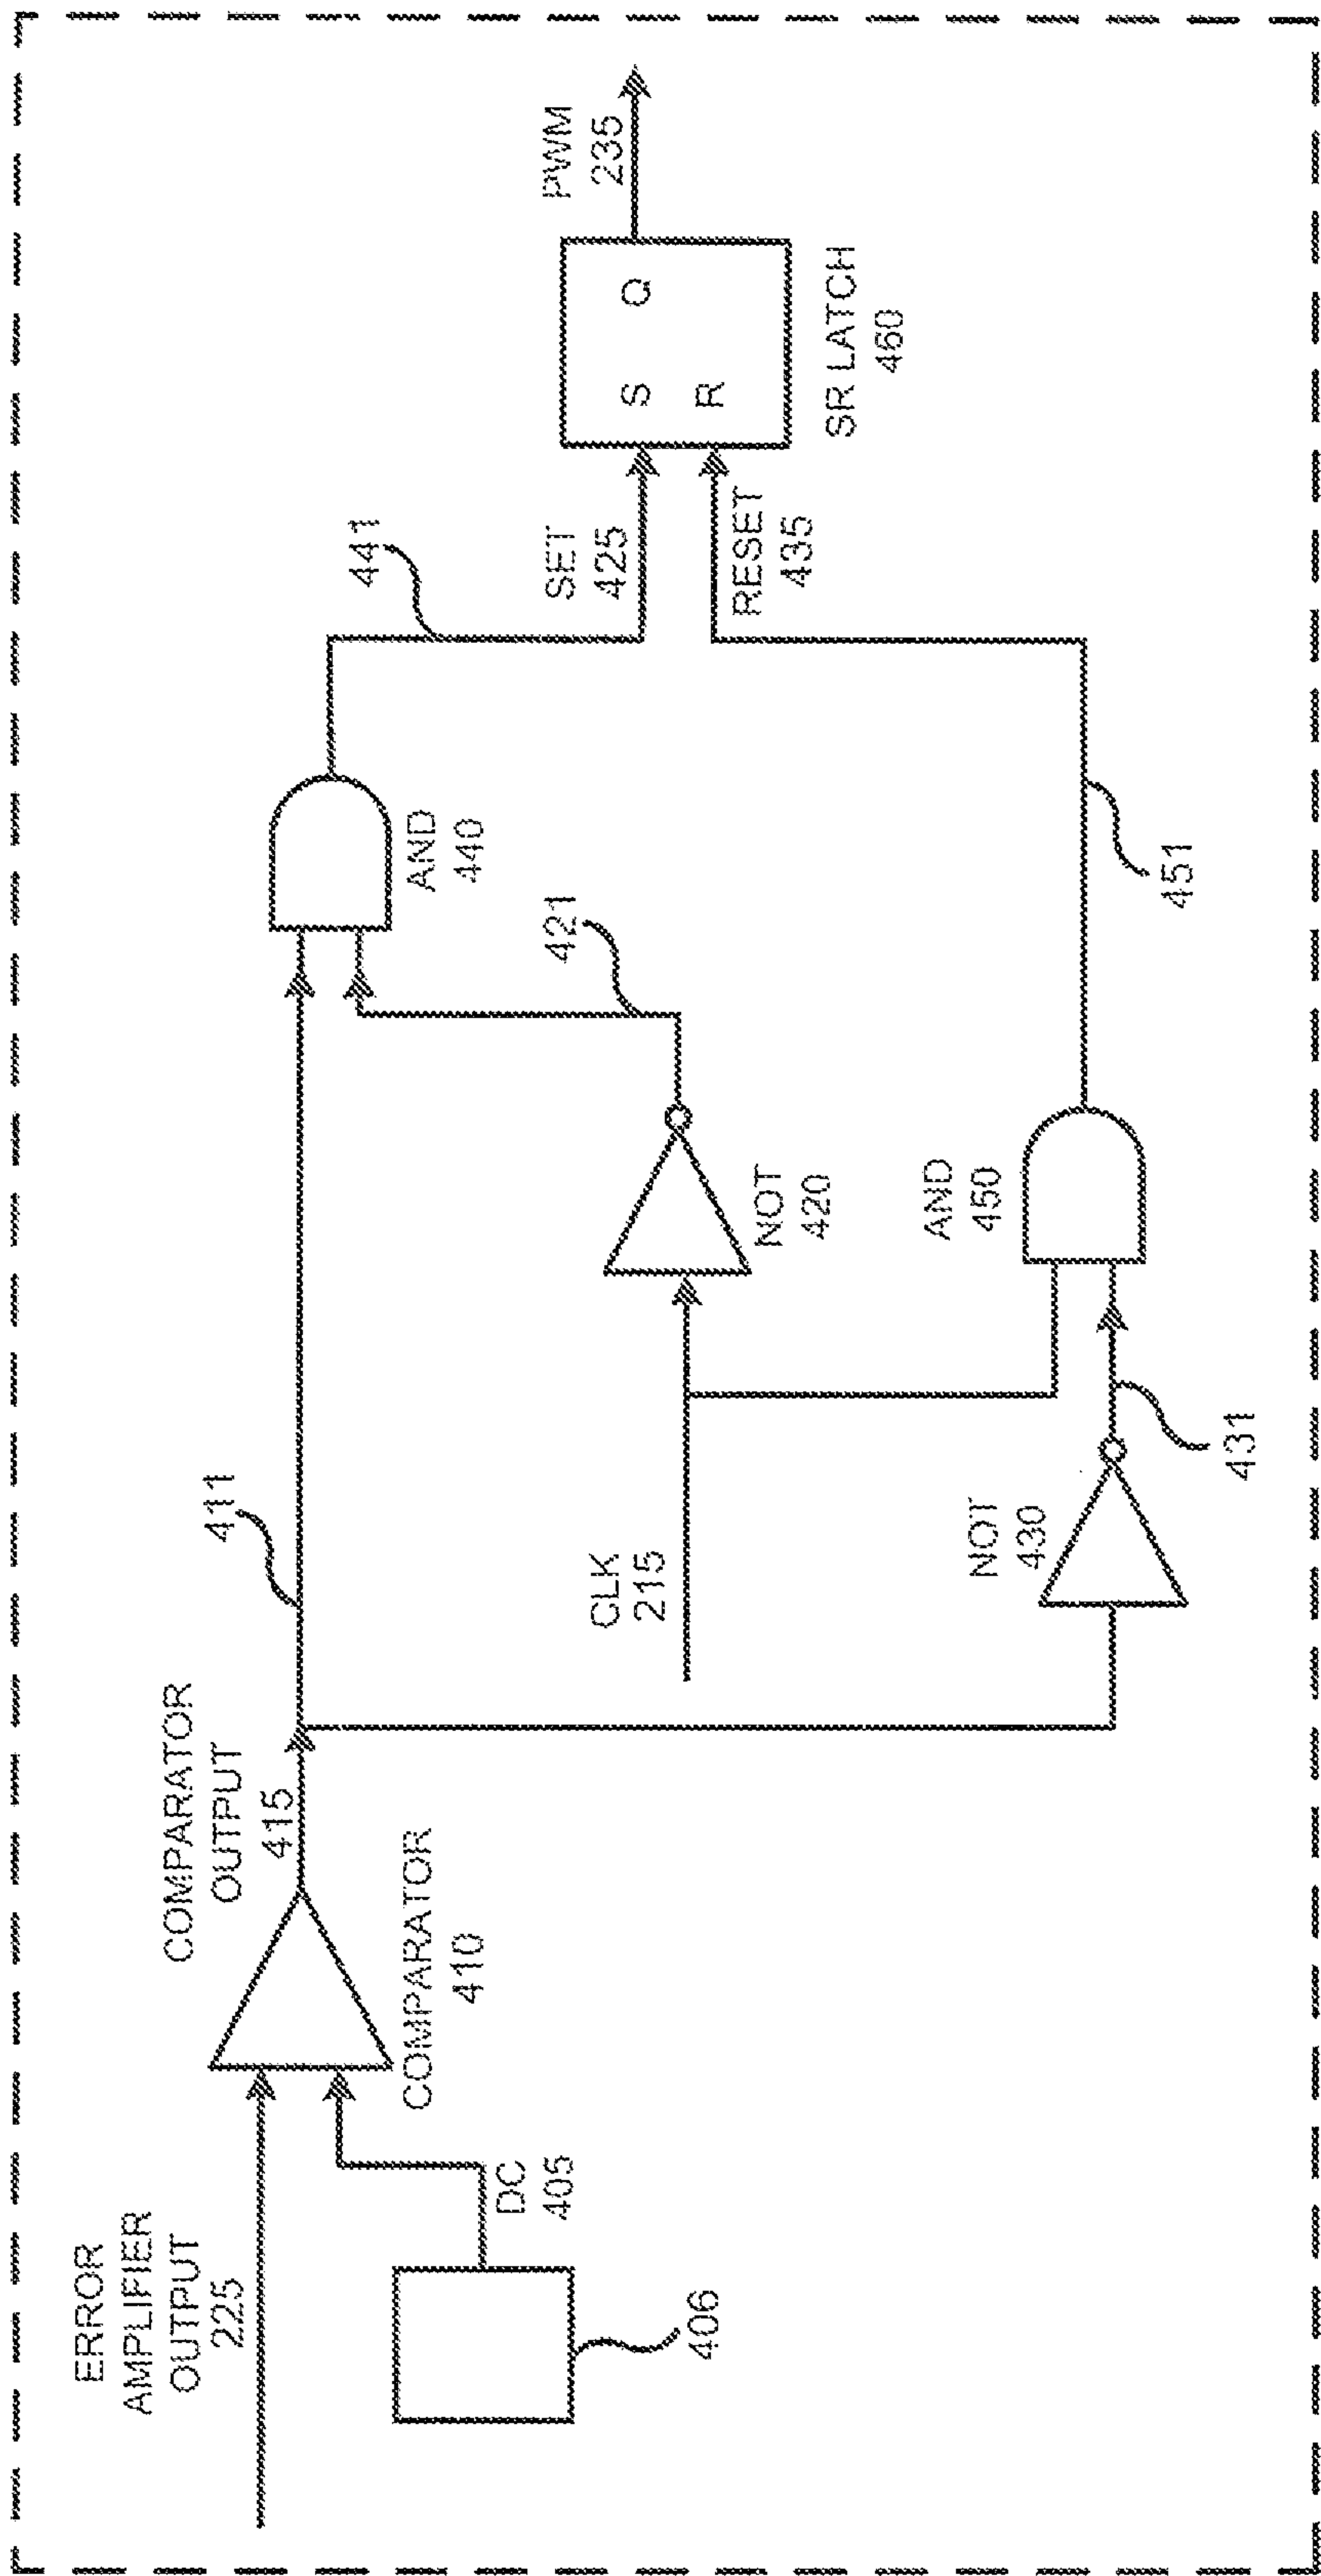 ERROR
AMPLIFIER
OUTPUT
225
406
DC
405
COMPARATOR
410
COMPARATOR
OUTPUT
415
411
CLK
215
NOT
430
431
NOT
420
421
AND
450
451
AND
440
441
SET
425
RESET
435
S
R
Q
SR LATCH
460
PWM
235